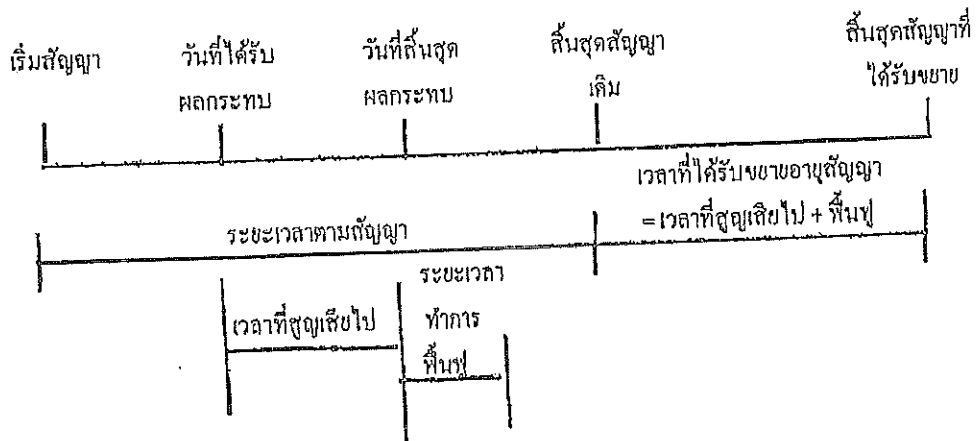 เริ่มสัญญา
วันที่ได้รับ
ผลกระทบ
วันที่สิ้นสุด
ผลกระทบ
สิ้นสุดสัญญา
เดิม
สิ้นสุดสัญญาที่
ได้รับขยาย
เวลาที่ได้รับขยายอายุสัญญา
=เวลาที่สูญเสียไป + ฟื้นฟู
ระยะเวลาตามสัญญา
เวลาที่สูญเสียไป
ระยะเวลา
ทำการ
ฟื้นฟู